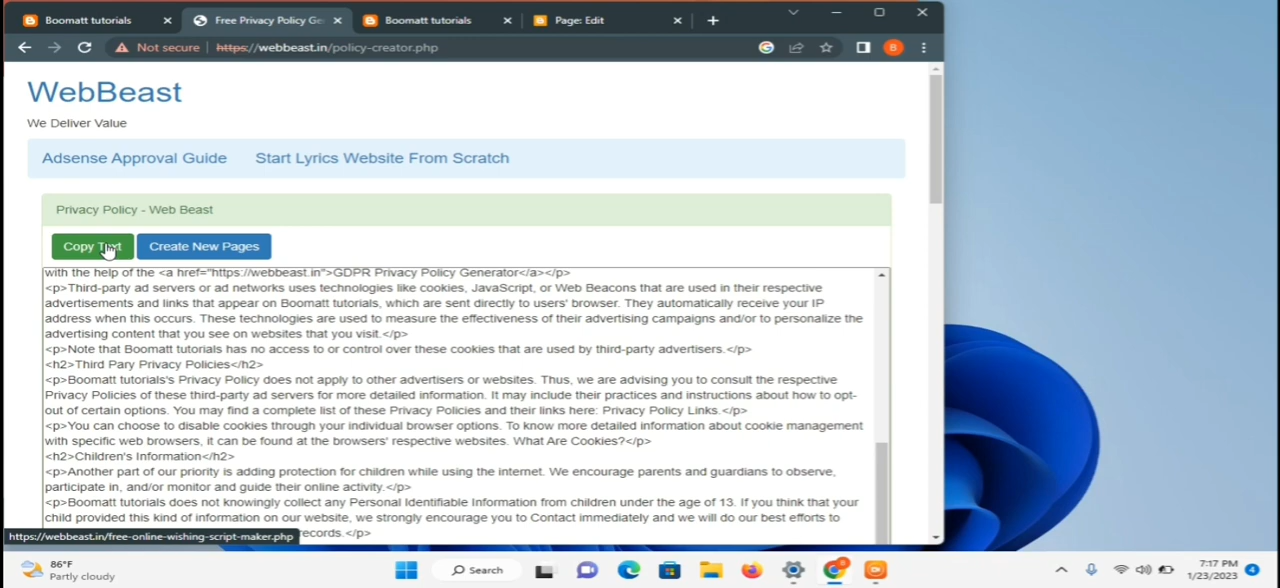 Boomatt tutorials
Free Privacy Policy Ge
Boomatt tutorials
Page: Edit
Not secure
https://webbeast.in/policy-creator.php
B
WebBeast
We Deliver Value
Adsense Approval Guide
Start Lyrics Website From Scratch
Privacy Policy - Web Beast
Copy Text
Create New Pages
with the help of the <a href="https://webbeast.in">GDPR Privacy Policy Generator</a></p>
<p>Third-party ad servers or ad networks uses technologies like cookies, JavaScript, or Web Beacons that are used in their respective
advertisements and links that appear on Boomatt tutorials, which are sent directly to users' browser. They automatically receive your IP
address when this occurs. These technologies are used to measure the effectiveness of their advertising campaigns and/or to personalize the
advertising content that you see on websites that you visit.</p>
<p>Note that Boomatt tutorials has no access to or control over these cookies that are used by third-party advertisers.</p>
<h2>Third Pary Privacy Policies</h2>
<p>Boomatt tutorials's Privacy Policy does not apply to other advertisers or websites. Thus, we are advising you to consult the respective
Privacy Policies of these third-party ad servers for more detailed information. It may include their practices and instructions about how to opt-
out of certain options. You may find a complete list of these Privacy Policies and their links here: Privacy Policy Links.</p>
<p>You can choose to disable cookies through your individual browser options. To know more detailed information about cookie management
with specific web browsers, it can be found at the browsers' respective websites. What Are Cookies?</p>
<h2>Children's Information</h2>
<p>Another part of our priority is adding protection for children while using the internet. We encourage parents and guardians to observe,
participate in, and/or monitor and guide their online activity.</p>
<p>Boomatt tutorials does not knowingly collect any Personal Identifiable Information from children under the age of 13. If you think that your
child provided this kind of information on our website, we strongly encourage you to Contact immediately and we will do our best efforts to
records.</p>
https://webbeast.in/free-online-wishing-script-maker.php
86°F
Partly cloudy
Search
7:17 PM
1/23/2023
4